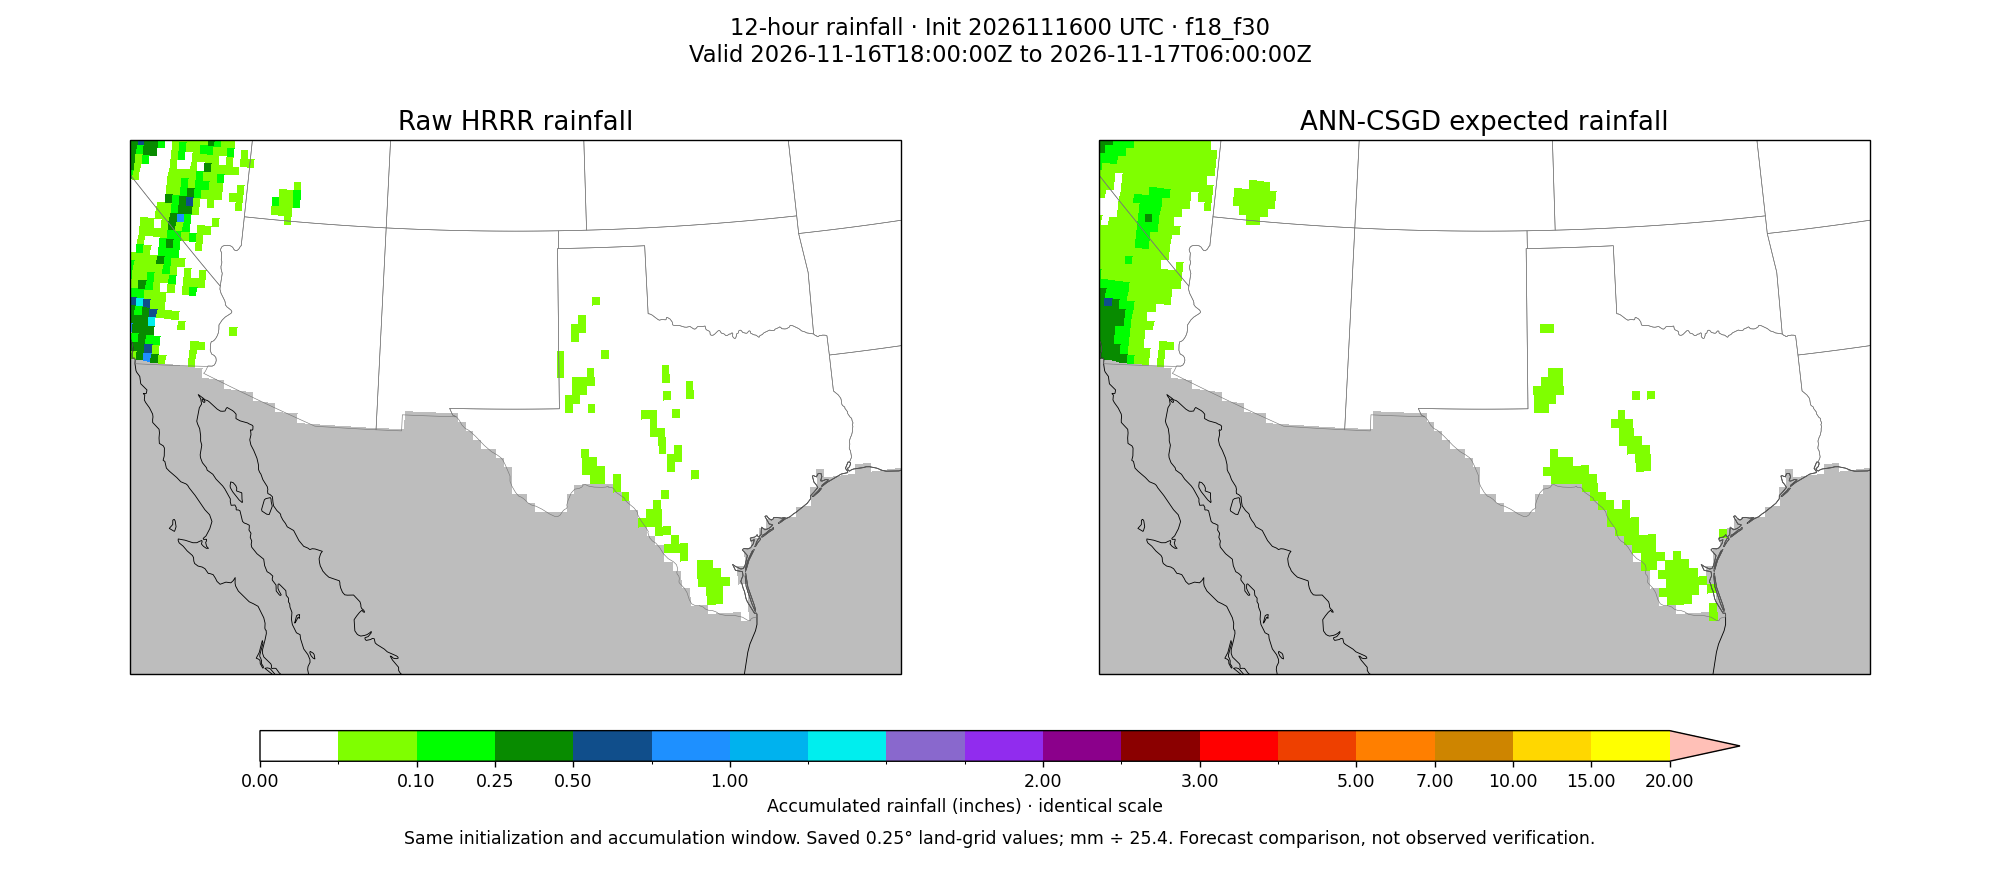 12-hour rainfall · Init 2026111600 UTC · f18_f30
Valid 2026-11-16T18:00:00Z to 2026-11-17T06:00:00Z
Raw HRRR rainfall
ANN-CSGD expected rainfall
0.00 0.10 0.25 0.50 1.00 2.00 3.00 5.00 7.00 10.00 15.00 20.00
Accumulated rainfall (inches) · identical scale
Same initialization and accumulation window. Saved 0.25° land-grid values; mm ÷ 25.4. Forecast comparison, not observed verification.